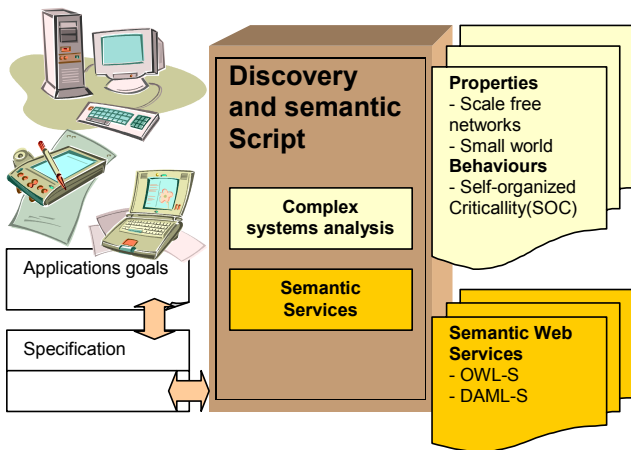 Discovery
and semantic
Script
Complex
systems analysis
Semantic
Services
Properties
- Scale free
networks
- Small world
Behaviours
- Self-organized
Criticallity(SOC)
Semantic Web
Services
- OWL-S
- DAML-S
Applications goals
Specification